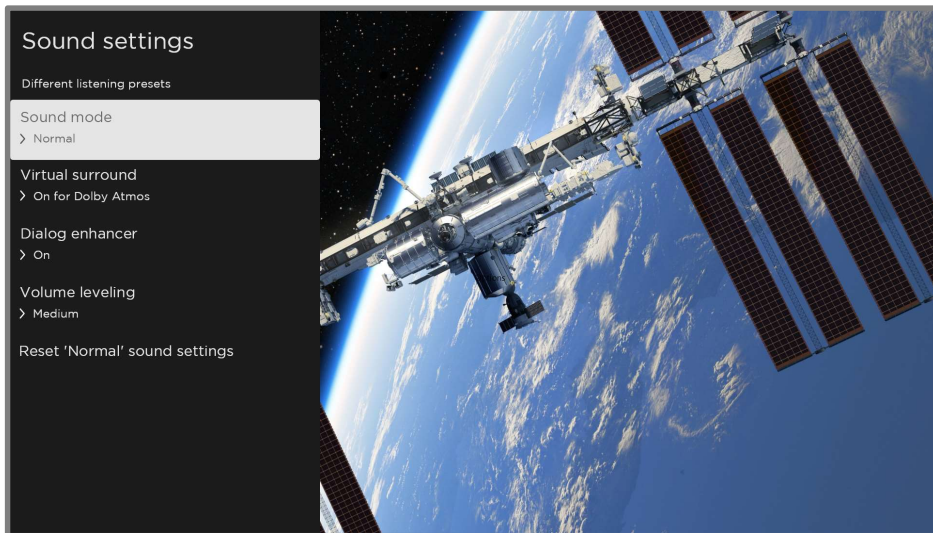 Sound settings
Different listening presets
Sound mode
Normal
Virtual surround
On for Dolby Atmos
Dialog enhancer
On
Volume leveling
Medium
Reset 'Normal' sound settings